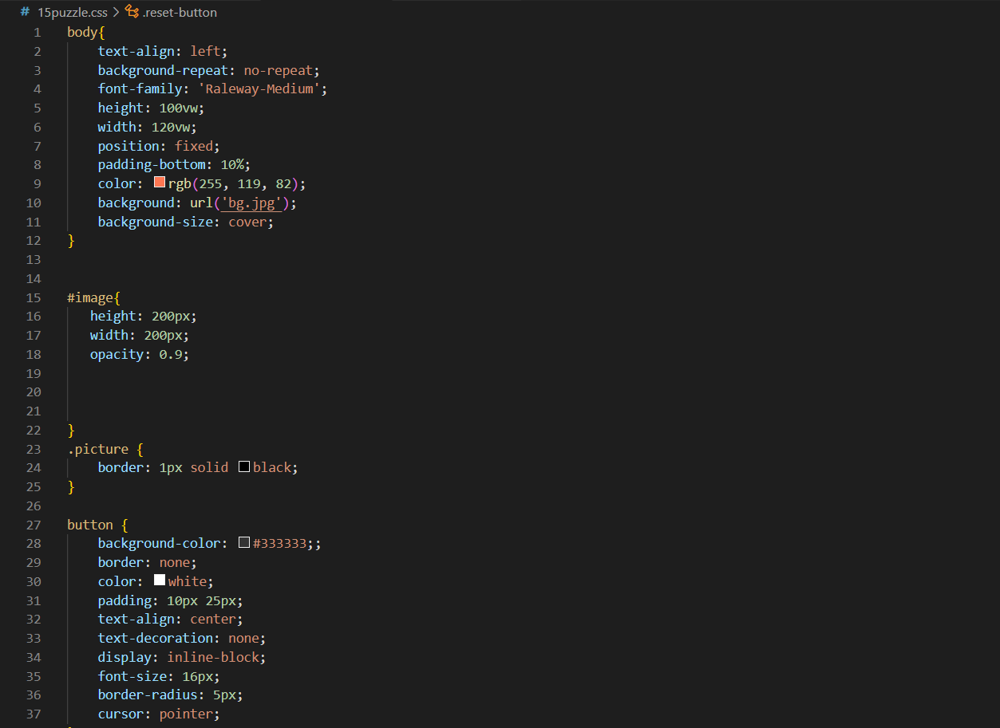 # 15puzzle.css > .reset-button
1 body{
2     text-align: left;
3     background-repeat: no-repeat;
4     font-family: 'Raleway-Medium';
5     height: 100vw;
6     width: 120vw;
7     position: fixed;
8     padding-bottom: 10%;
9     color: rgb(255, 119, 82);
10     background: url('bg.jpg');
11     background-size: cover;
12 }
13
14
15 #image{
16    height: 200px;
17    width: 200px;
18    opacity: 0.9;
19
20
21
22 }
23 .picture {
24     border: 1px solid black;
25 }
26
27 button {
28     background-color: #333333;;
29     border: none;
30     color: white;
31     padding: 10px 25px;
32     text-align: center;
33     text-decoration: none;
34     display: inline-block;
35     font-size: 16px;
36     border-radius: 5px;
37     cursor: pointer;